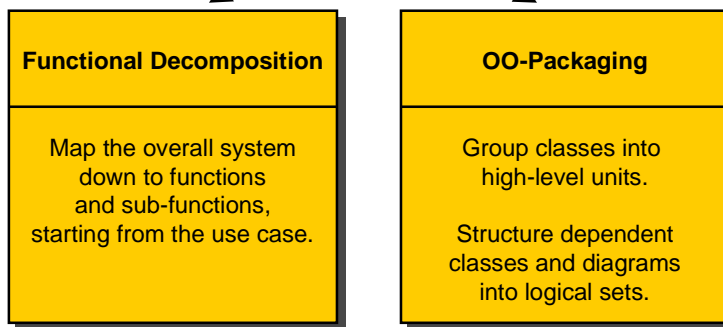 Functional Decomposition
Map the overall system
down to functions
and sub-functions,
starting from the use case.
OO-Packaging
Group classes into
high-level units.
Structure dependent
classes and diagrams
into logical sets.